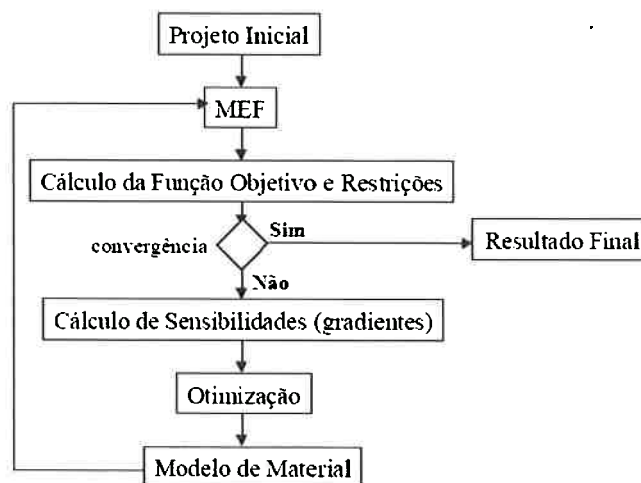 Projeto Inicial
MEF
Cálculo da Função Objetivo e Restrições
convergência
Sim
Resultado Final
Não
Cálculo de Sensibilidades (gradientes)
Otimização
Modelo de Material